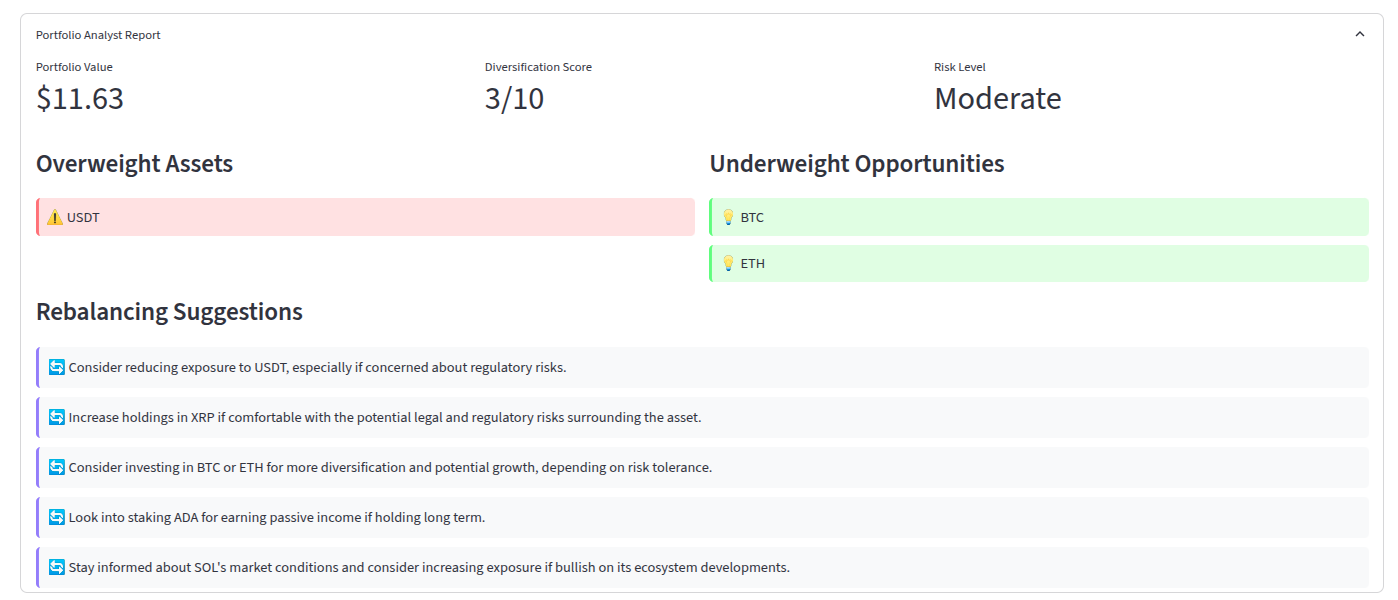 Portfolio Analyst Report
Portfolio Value
Diversification Score
Risk Level
$11.63
3/10
Moderate
Overweight Assets
Underweight Opportunities
USDT
BTC
ETH
Rebalancing Suggestions
Consider reducing exposure to USDT, especially if concerned about regulatory risks.
Increase holdings in XRP if comfortable with the potential legal and regulatory risks surrounding the asset.
Consider investing in BTC or ETH for more diversification and potential growth, depending on risk tolerance.
Look into staking ADA for earning passive income if holding long term.
Stay informed about SOL's market conditions and consider increasing exposure if bullish on its ecosystem developments.